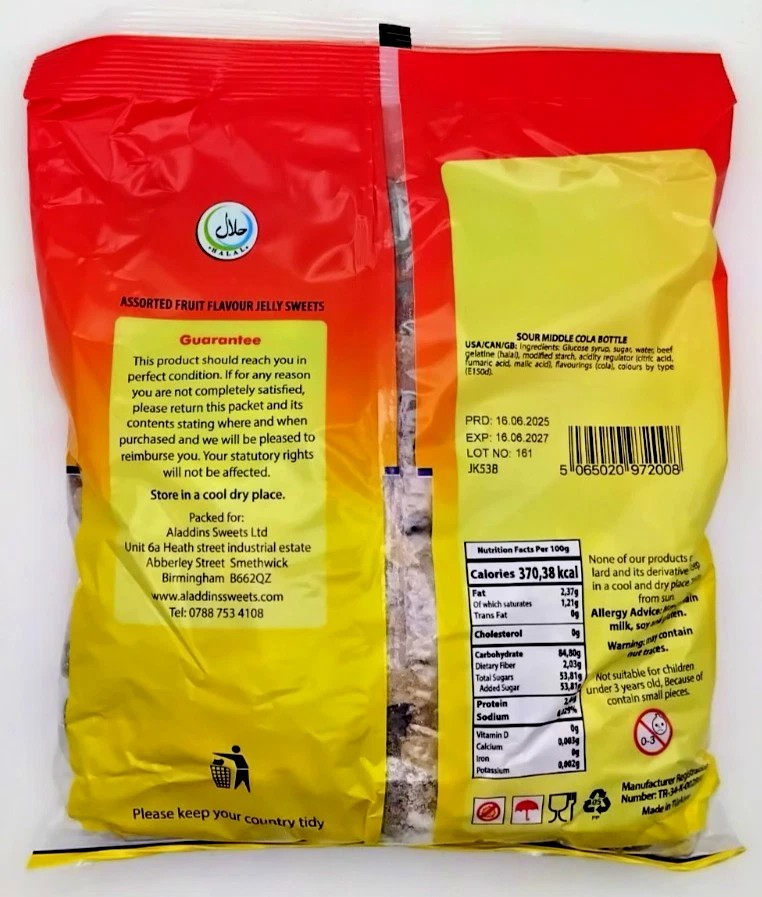 حلال
HALAL
ASSORTED FRUIT FLAVOUR JELLY SWEETS
Guarantee
This product should reach you in
perfect condition. If for any reason
you are not completely satisfied,
please return this packet and its
contents stating where and when
purchased and we will be pleased to
reimburse you. Your statutory rights
will not be affected.
Store in a cool dry place.
Packed for:
Aladdins Sweets Ltd
Unit 6a Heath street industrial estate
Abberley Street Smethwick
Birmingham B662QZ
www.aladdinssweets.com
Tel: 0788 753 4108
Please keep your country tidy
SOUR MIDDLE COLA BOTTLE
USA/CAN/GB: Ingredients: Glucose syrup, sugar, water, beef
gelatine (halal), modified starch, acidity regulator (citric acid,
fumaric acid, malic acid), flavourings (cola), colours by type
(E150d).
PRD: 16.06.2025
EXP: 16.06.2027
LOT NO: 161
JK53B
5 065020 972008
Nutrition Facts Per 100g
Calories 370,38 kcal
Fat 2,37g
Of which saturates 1,21g
Trans Fat 0g
Cholesterol 0g
Carbohydrate 84,80g
Dietary Fiber 2,03g
Total Sugars 53,81g
Added Sugar 53,81g
Protein
Sodium
Vitamin D 0g
Calcium 0,003g
Iron 0g
Potassium 0,002g
None of our products
lard and its derivative
in a cool and dry place
from sun
Allergy Advice:
milk, soy
Warning: may contain
nut traces.
Not suitable for children
under 3 years old, Because of
contain small pieces.
0-3
05
PP
Manufacturer
Number:
Made in